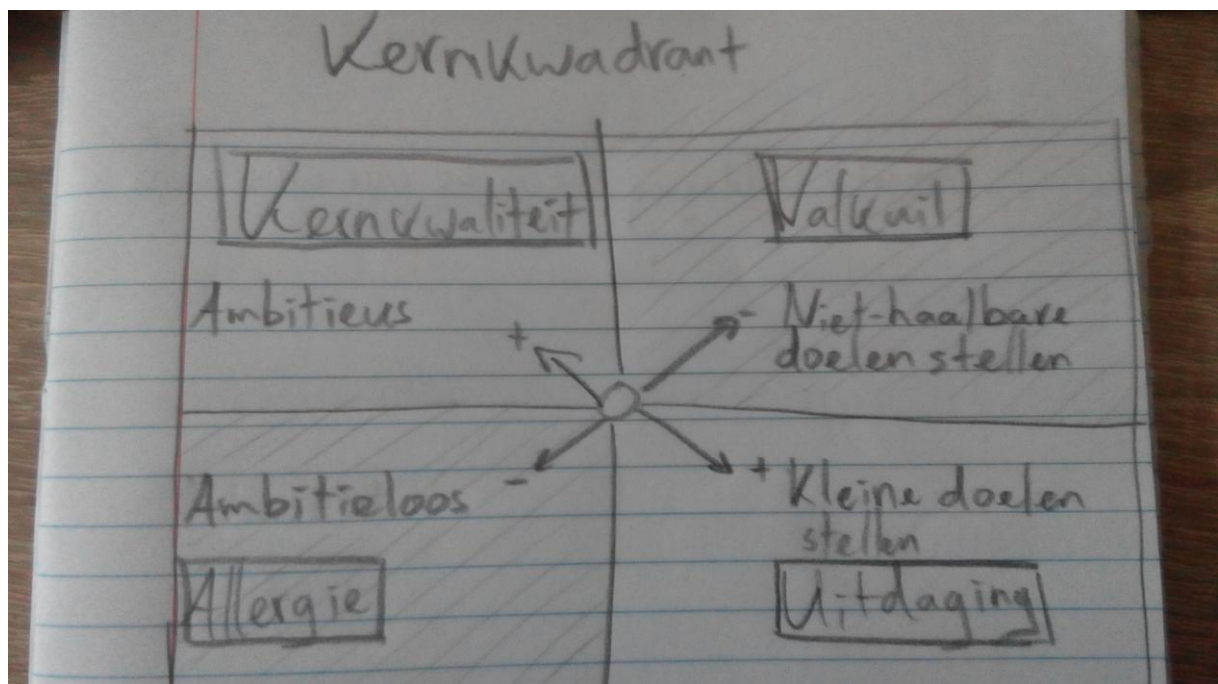 Kernkwadrant
Kernkwaliteit
Valkuil
Ambitieus
+
- Niet-haalbare
doelen stellen
Ambitieloos -
+ Kleine doelen
stellen
Allergie
Uitdaging